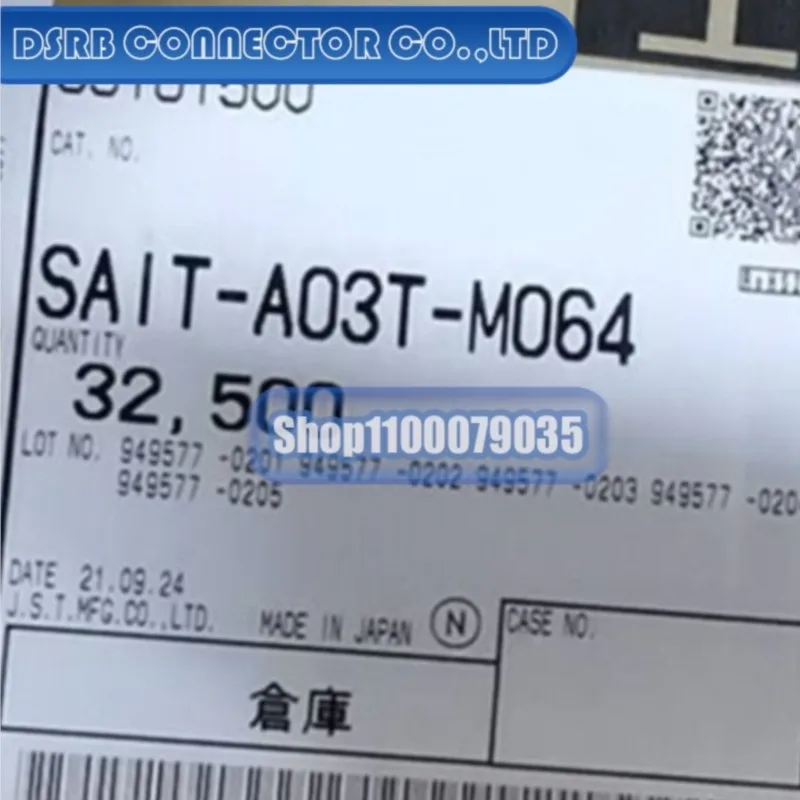 DSRB CONNECTOR CO.,LTD
CAT. NO.
SAIT-A03T-M064
QUANTITY
32,500
Shop1100079035
LOT NO. 949577 -0201 949577 -0202 949577 -0203 949577 -020
949577 -0205
DATE 21.09.24
J.S.T.MFG.CO.,LTD. MADE IN JAPAN N
CASE NO.
倉庫